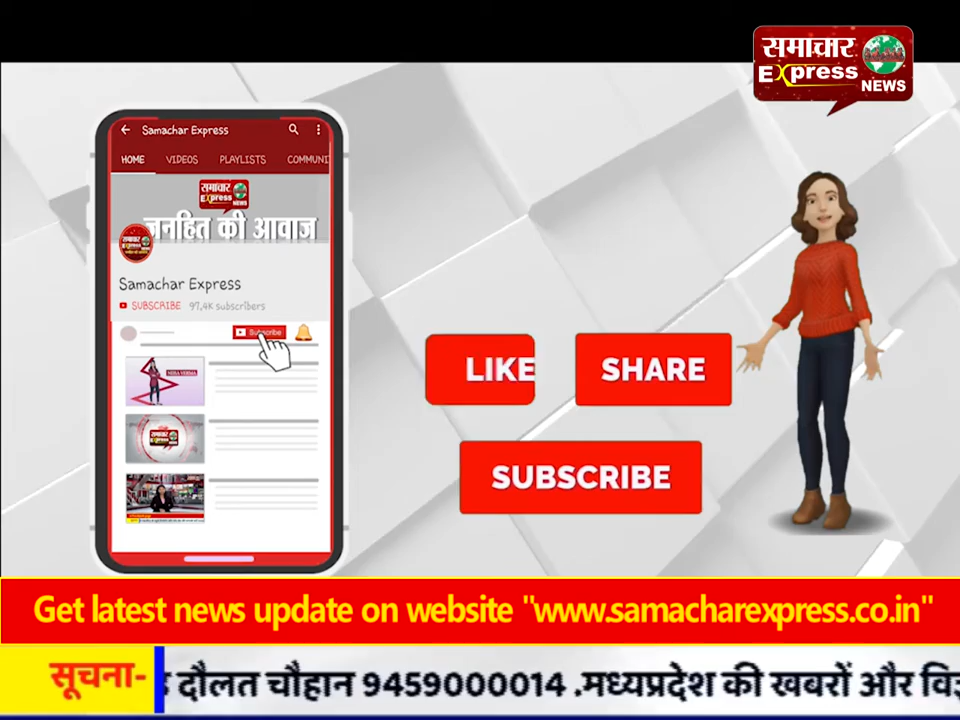 समाचार
Express
NEWS
Samachar Express
HOME VIDEOS PLAYLISTS COMMUNI
समाचार
Express
NEWS
जनहित की आवाज
Samachar Express
SUBSCRIBE 97.4K subscribers
Subscribe
LIKE SHARE
SUBSCRIBE
Get latest news update on website "www.samacharexpress.co.in"
सूचना- दौलत चौहान 9459000014 .मध्यप्रदेश की खबरों और